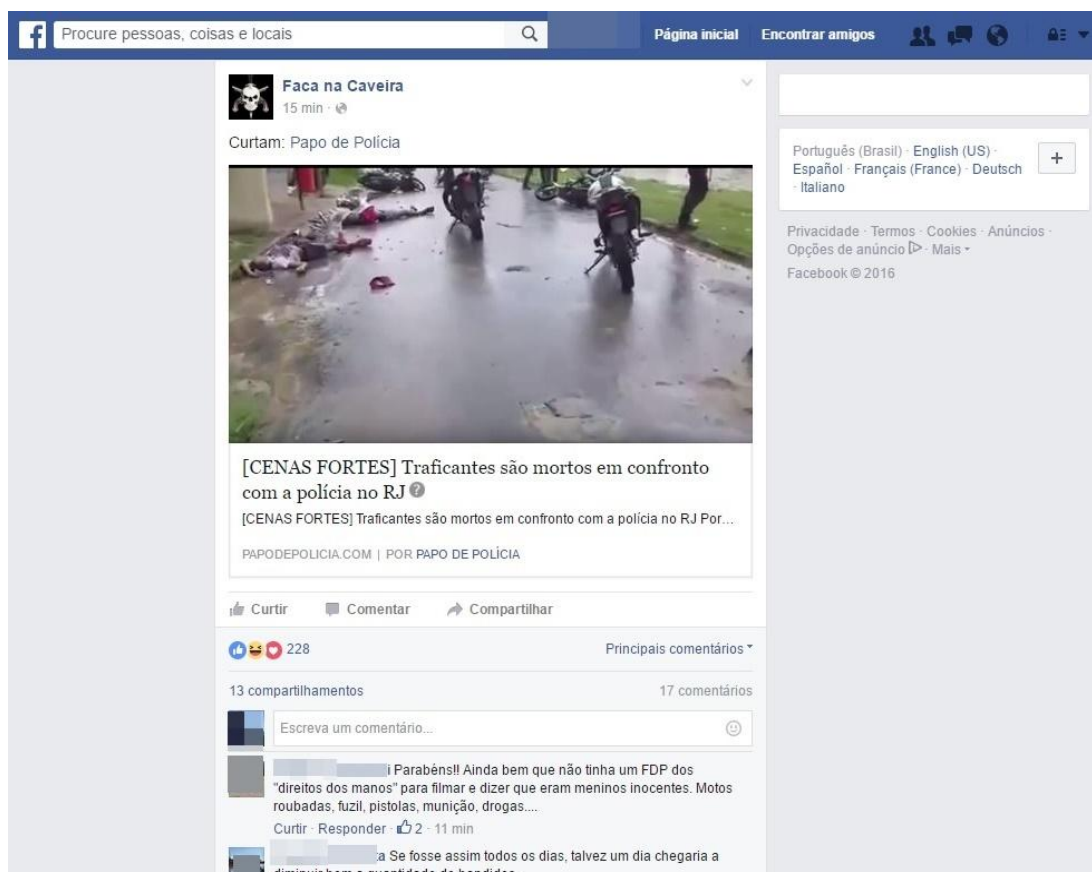 f
Procure pessoas, coisas e locais
Página inicial
Encontrar amigos
Faca na Caveira
15 min ·
Curtam: Papo de Polícia
[CENAS FORTES] Traficantes são mortos em confronto
com a polícia no RJ ?
[CENAS FORTES] Traficantes são mortos em confronto com a polícia no RJ Por...
PAPODEPOLICIA.COM | POR PAPO DE POLÍCIA
Curtir Comentar Compartilhar
228
Principais comentários
13 compartilhamentos
17 comentários
Escreva um comentário...
i Parabéns!! Ainda bem que não tinha um FDP dos
"direitos dos manos" para filmar e dizer que eram meninos inocentes. Motos
roubadas, fuzil, pistolas, munição, drogas....
Curtir · Responder · 2 · 11 min
ta Se fosse assim todos os dias, talvez um dia chegaria a
Português (Brasil) · English (US) ·
Español · Français (France) · Deutsch
· Italiano
+
Privacidade · Termos · Cookies · Anúncios ·
Opções de anúncio · Mais
Facebook © 2016